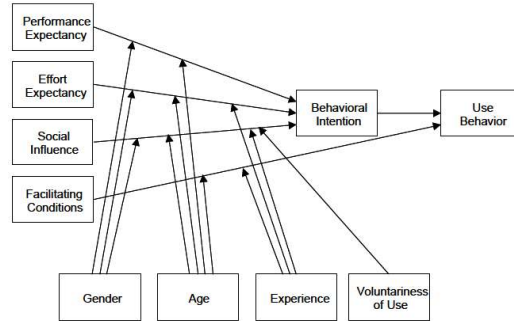 Performance
Expectancy
Effort
Expectancy
Social
Influence
Facilitating
Conditions
Behavioral
Intention
Use
Behavior
Gender
Age
Experience
Voluntariness
of Use